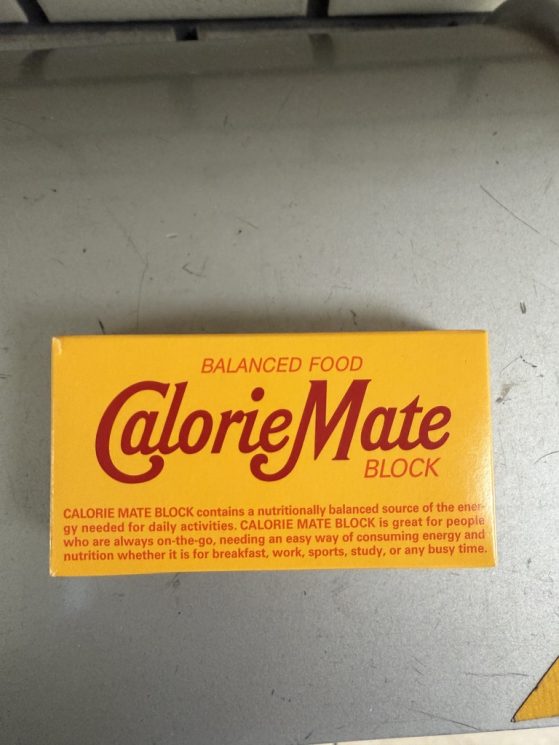 BALANCED FOOD
CalorieMate
BLOCK
CALORIE MATE BLOCK contains a nutritionally balanced source of the ener-
gy needed for daily activities. CALORIE MATE BLOCK is great for people
who are always on-the-go, needing an easy way of consuming energy and
nutrition whether it is for breakfast, work, sports, study, or any busy time.